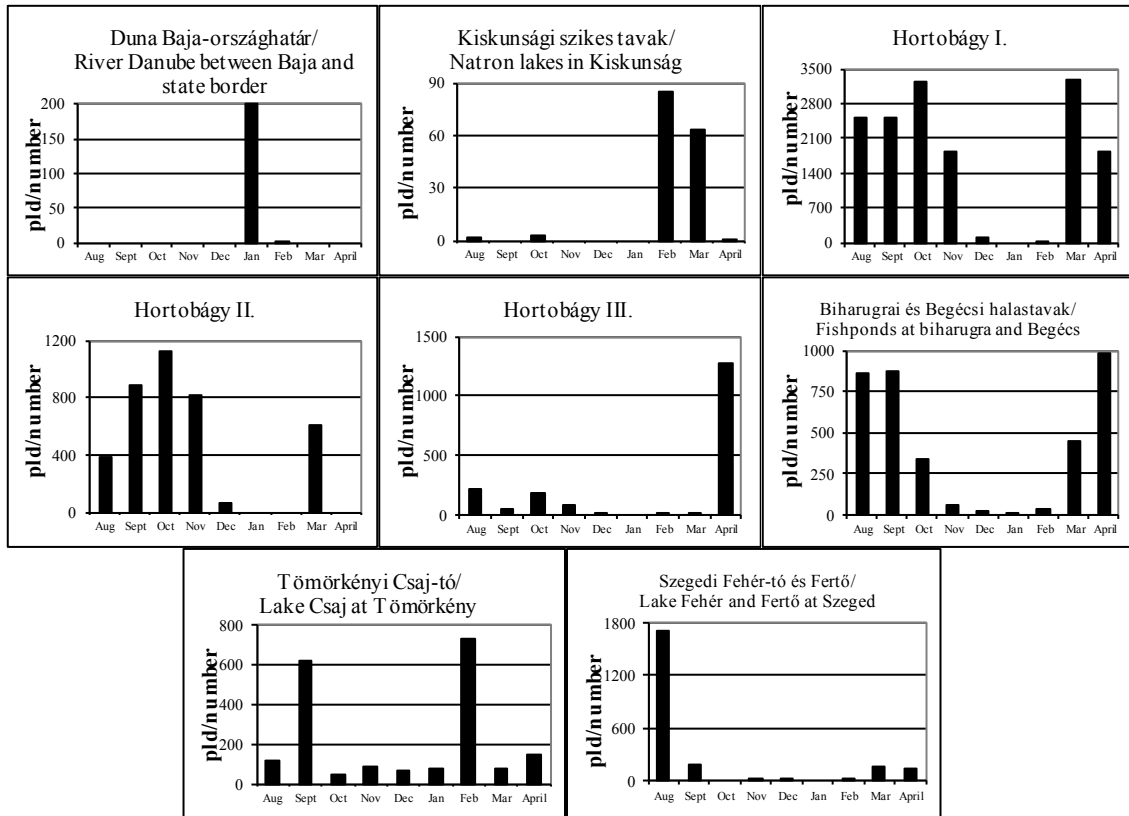 Duna Baja-országhatár/
River Danube between Baja and
state border
pld/number
200
150
100
50
0
Aug Sept Oct Nov Dec Jan Feb Mar April
Kiskunsági szikes tavak/
Natron lakes in Kiskunság
pld/number
90
60
30
0
Aug Sept Oct Nov Dec Jan Feb Mar April
Hortobágy I.
pld/number
3500
2800
2100
1400
700
0
Aug Sept Oct Nov Dec Jan Feb Mar April
Hortobágy II.
pld/number
1200
800
400
0
Aug Sept Oct Nov Dec Jan Feb Mar April
Hortobágy III.
pld/number
1500
1000
500
0
Aug Sept Oct Nov Dec Jan Feb Mar April
Biharugrai és Begécsi halastavak/
Fishponds at biharugra and Begécs
pld/number
1000
750
500
250
0
Aug Sept Oct Nov Dec Jan Feb Mar April
Tömörkényi Csaj-tó/
Lake Csaj at Tömörkény
pld/number
800
600
400
200
0
Aug Sept Oct Nov Dec Jan Feb Mar April
Szegedi Fehér-tó és Fertő/
Lake Fehér and Fertő at Szeged
pld/number
1800
1200
600
0
Aug Sept Oct Nov Dec Jan Feb Mar April